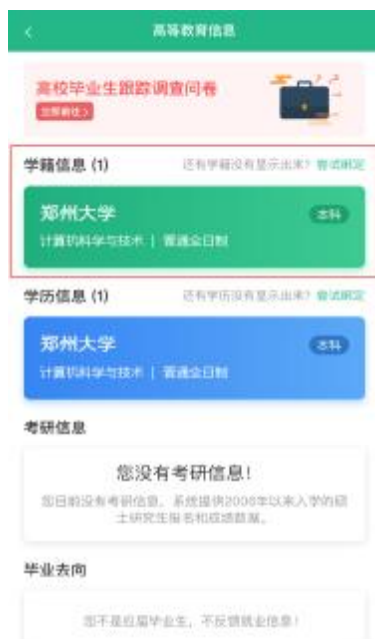 高等教育信息
高校毕业生跟踪调查问卷
立即前往>
学籍信息 (1) 还有学籍没有显示出来? 尝试绑定
郑州大学 本科
计算机科学与技术 | 普通全日制
学历信息 (1) 还有学历没有显示出来? 尝试绑定
郑州大学 本科
计算机科学与技术 | 普通全日制
考研信息
您没有考研信息!
您目前没有考研信息。系统提供2006年以来入学的硕
士研究生报名和成绩数据。
毕业去向
您不是应届毕业生,不反馈就业信息!